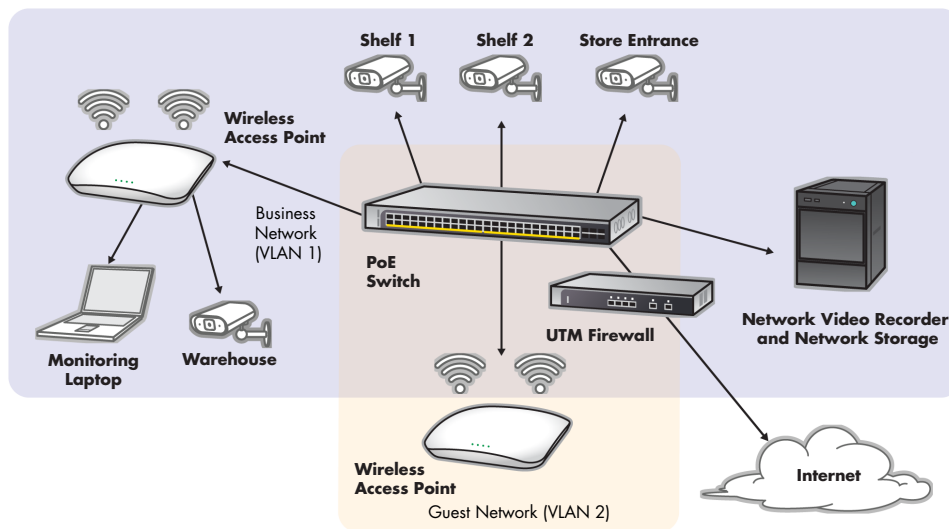 Shelf 1
Shelf 2
Store Entrance
Wireless
Access Point
Business
Network
(VLAN 1)
PoE
Switch
UTM Firewall
Network Video Recorder
and Network Storage
Monitoring
Laptop
Warehouse
Wireless
Access Point
Internet
Guest Network (VLAN 2)